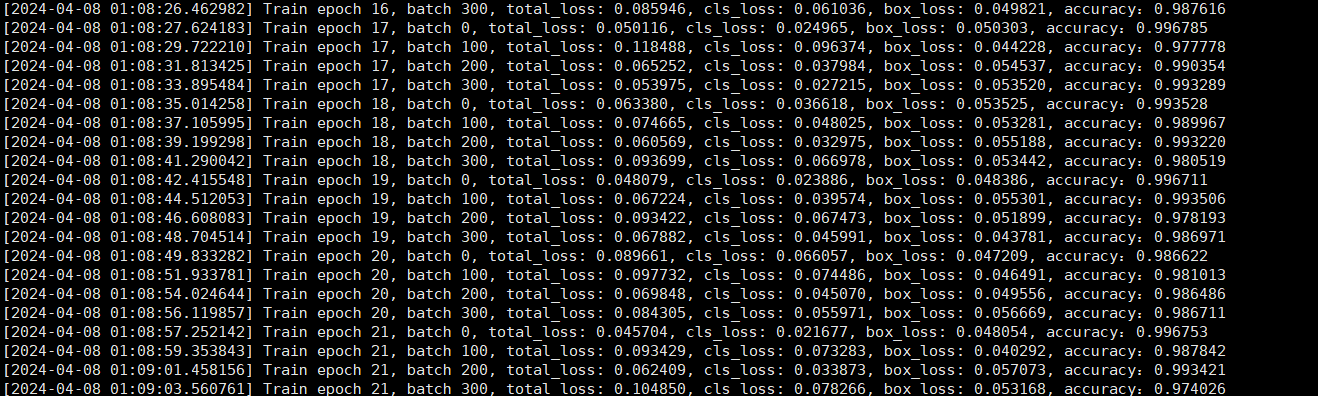 [2024-04-08 01:08:26.462982] Train epoch 16, batch 300, total_loss: 0.085946, cls_loss: 0.061036, box_loss: 0.049821, accuracy：0.987616
[2024-04-08 01:08:27.624183] Train epoch 17, batch 0, total_loss: 0.050116, cls_loss: 0.024965, box_loss: 0.050303, accuracy：0.996785
[2024-04-08 01:08:29.722210] Train epoch 17, batch 100, total_loss: 0.118488, cls_loss: 0.096374, box_loss: 0.044228, accuracy：0.977778
[2024-04-08 01:08:31.813425] Train epoch 17, batch 200, total_loss: 0.065252, cls_loss: 0.037984, box_loss: 0.054537, accuracy：0.990354
[2024-04-08 01:08:33.895484] Train epoch 17, batch 300, total_loss: 0.053975, cls_loss: 0.027215, box_loss: 0.053520, accuracy：0.993289
[2024-04-08 01:08:35.014258] Train epoch 18, batch 0, total_loss: 0.063380, cls_loss: 0.036618, box_loss: 0.053525, accuracy：0.993528
[2024-04-08 01:08:37.105995] Train epoch 18, batch 100, total_loss: 0.074665, cls_loss: 0.048025, box_loss: 0.053281, accuracy：0.989967
[2024-04-08 01:08:39.199298] Train epoch 18, batch 200, total_loss: 0.060569, cls_loss: 0.032975, box_loss: 0.055188, accuracy：0.993220
[2024-04-08 01:08:41.290042] Train epoch 18, batch 300, total_loss: 0.093699, cls_loss: 0.066978, box_loss: 0.053442, accuracy：0.980519
[2024-04-08 01:08:42.415548] Train epoch 19, batch 0, total_loss: 0.048079, cls_loss: 0.023886, box_loss: 0.048386, accuracy：0.996711
[2024-04-08 01:08:44.512053] Train epoch 19, batch 100, total_loss: 0.067224, cls_loss: 0.039574, box_loss: 0.055301, accuracy：0.993506
[2024-04-08 01:08:46.608083] Train epoch 19, batch 200, total_loss: 0.093422, cls_loss: 0.067473, box_loss: 0.051899, accuracy：0.978193
[2024-04-08 01:08:48.704514] Train epoch 19, batch 300, total_loss: 0.067882, cls_loss: 0.045991, box_loss: 0.043781, accuracy：0.986971
[2024-04-08 01:08:49.833282] Train epoch 20, batch 0, total_loss: 0.089661, cls_loss: 0.066057, box_loss: 0.047209, accuracy：0.986622
[2024-04-08 01:08:51.933781] Train epoch 20, batch 100, total_loss: 0.097732, cls_loss: 0.074486, box_loss: 0.046491, accuracy：0.981013
[2024-04-08 01:08:54.024644] Train epoch 20, batch 200, total_loss: 0.069848, cls_loss: 0.045070, box_loss: 0.049556, accuracy：0.986486
[2024-04-08 01:08:56.119857] Train epoch 20, batch 300, total_loss: 0.084305, cls_loss: 0.055971, box_loss: 0.056669, accuracy：0.986711
[2024-04-08 01:08:57.252142] Train epoch 21, batch 0, total_loss: 0.045704, cls_loss: 0.021677, box_loss: 0.048054, accuracy：0.996753
[2024-04-08 01:08:59.353843] Train epoch 21, batch 100, total_loss: 0.093429, cls_loss: 0.073283, box_loss: 0.040292, accuracy：0.987842
[2024-04-08 01:09:01.458156] Train epoch 21, batch 200, total_loss: 0.062409, cls_loss: 0.033873, box_loss: 0.057073, accuracy：0.993421
[2024-04-08 01:09:03.560761] Train epoch 21, batch 300, total_loss: 0.104850, cls_loss: 0.078266, box_loss: 0.053168, accuracy：0.974026